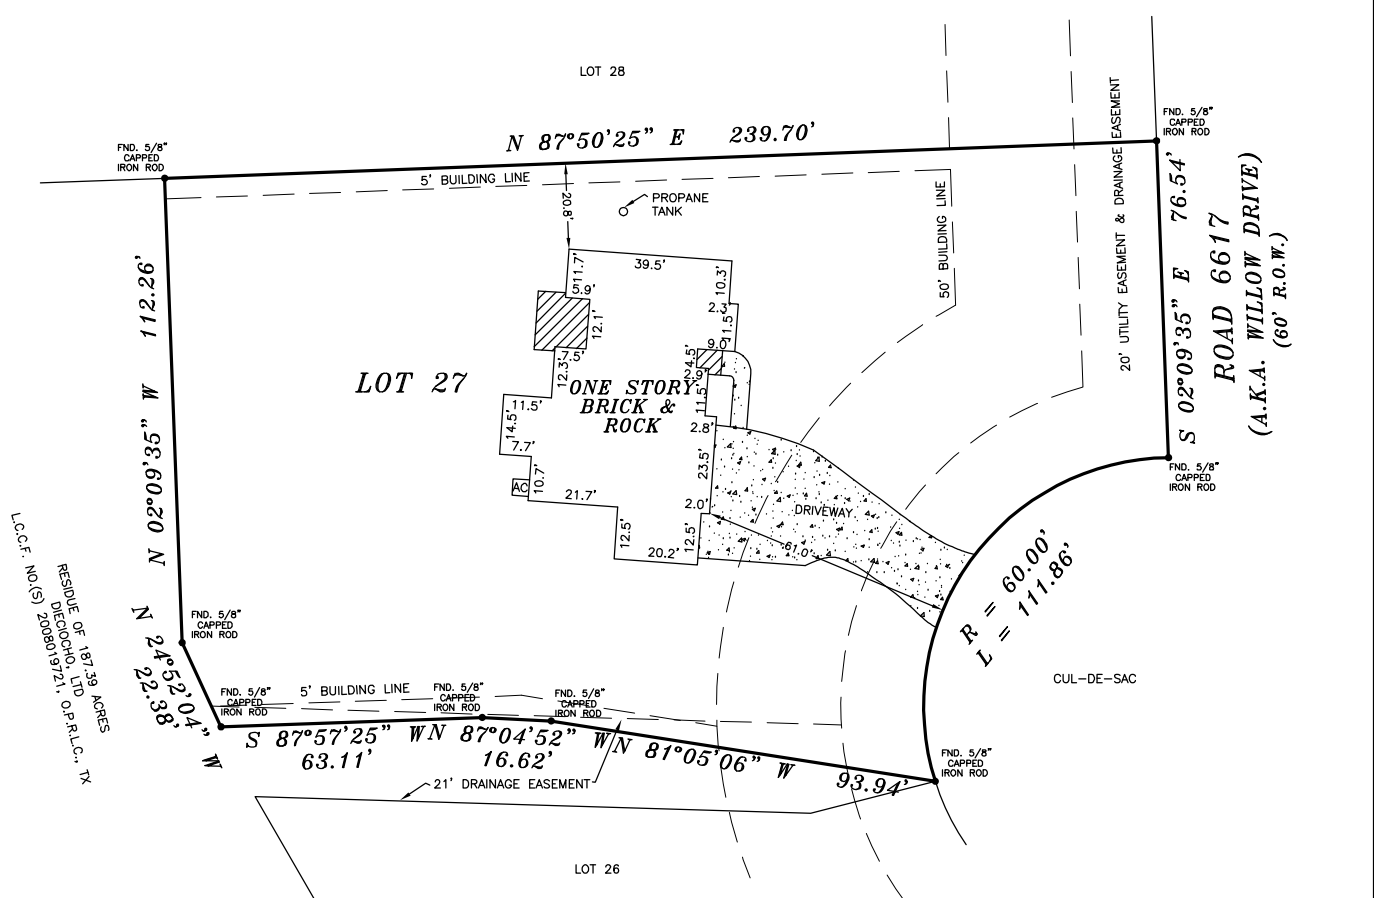 LOT 28
FND. 5/8"
CAPPED
IRON ROD
N 87°50'25" E 239.70'
FND. 5/8"
CAPPED
IRON ROD
5' BUILDING LINE
20.8'
PROPANE
TANK
50' BUILDING LINE
20' UTILITY EASEMENT & DRAINAGE EASEMENT
S 02°09'35" E 76.54'
ROAD 6617
(A.K.A. WILLOW DRIVE)
(60' R.O.W.)
N 02°09'35" W 112.26'
39.5'
11.7'
10.3'
5.9'
2.3'
12.1'
11.5'
9.0'
7.5'
4.5'
12.3'
2.9'
LOT 27
ONE STORY
BRICK &
ROCK
11.5'
11.5'
14.5'
2.8'
7.7'
23.5'
10.7'
AC
21.7'
2.0'
12.5'
12.5'
20.2'
DRIVEWAY
61.0'
FND. 5/8"
CAPPED
IRON ROD
R = 60.00'
L = 111.86'
CUL-DE-SAC
L.C.F. NO.(S) 2008019721, O.P.R.L.C., TX
DIECIOCHO, LTD
RESIDUE OF 187.39 ACRES
N 24°52'04" W
22.38'
FND. 5/8"
CAPPED
IRON ROD
FND. 5/8"
CAPPED
IRON ROD
5' BUILDING LINE
FND. 5/8"
CAPPED
IRON ROD
FND. 5/8"
CAPPED
IRON ROD
S 87°57'25" W
63.11'
N 87°04'52" W
16.62'
N 81°05'06" W
93.94'
FND. 5/8"
CAPPED
IRON ROD
21' DRAINAGE EASEMENT
LOT 26